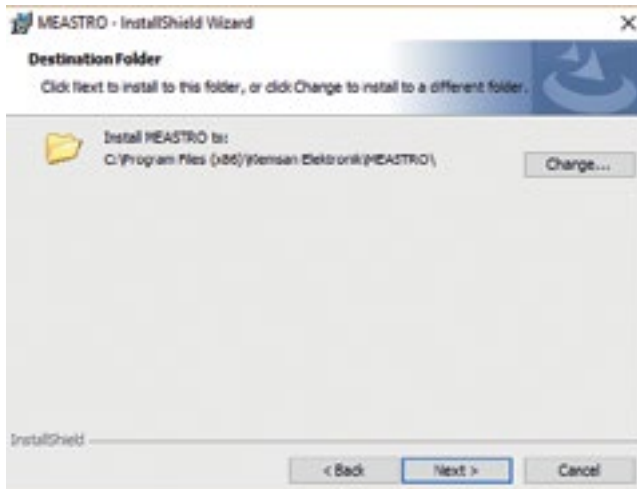 MEASTRO - InstallShield Wizard
Destination Folder
Click Next to install to this folder, or click Change to install to a different folder.
Install MEASTRO to:
C:\Program Files (x86)\Klemsan Elektronik\MEASTRO\
Change...
InstallShield
< Back
Next >
Cancel